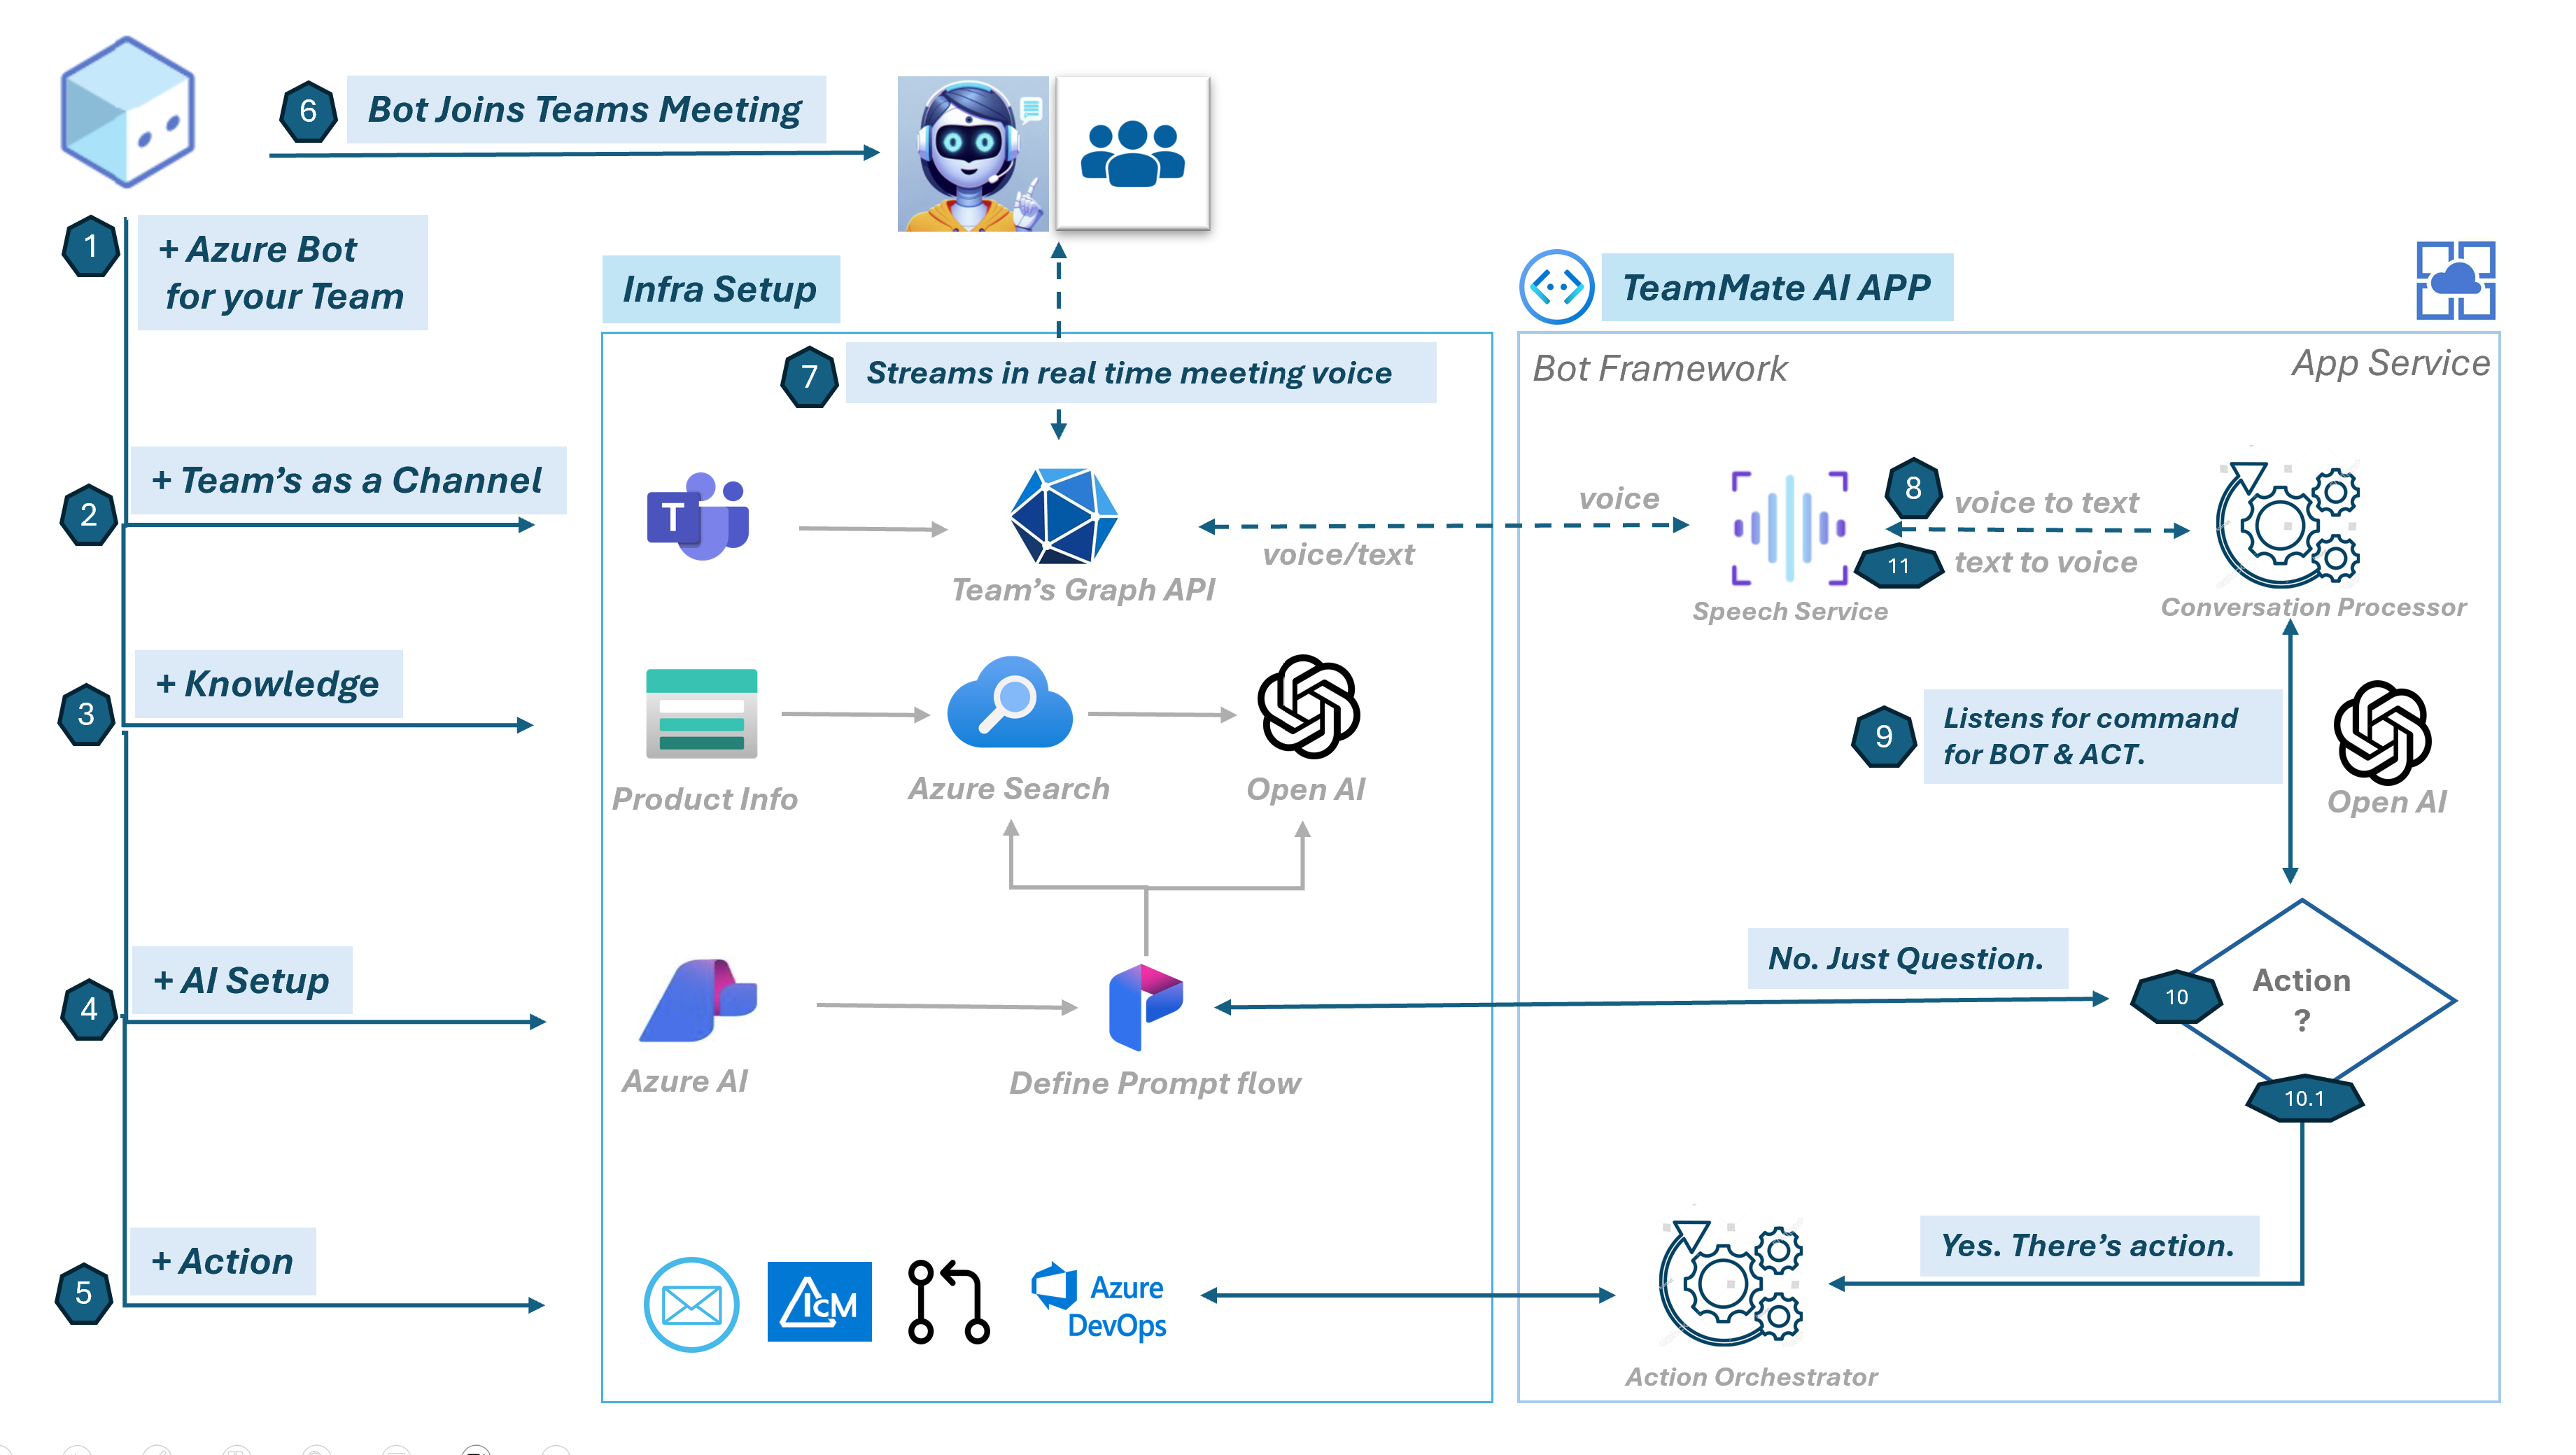 6
Bot Joins Teams Meeting
1
+ Azure Bot
for your Team
Infra Setup
TeamMate AI APP
7
Streams in real time meeting voice
Bot Framework
App Service
2
+ Team's as a Channel
T
Team's Graph API
voice/text
voice
Speech Service
8
voice to text
11
text to voice
Conversation Processor
3
+ Knowledge
Product Info
Azure Search
Open AI
9
Listens for command
for BOT & ACT.
Open AI
4
+ AI Setup
Azure AI
Define Prompt flow
No. Just Question.
10
Action
?
10.1
5
+ Action
IcM
Azure
DevOps
Yes. There's action.
Action Orchestrator